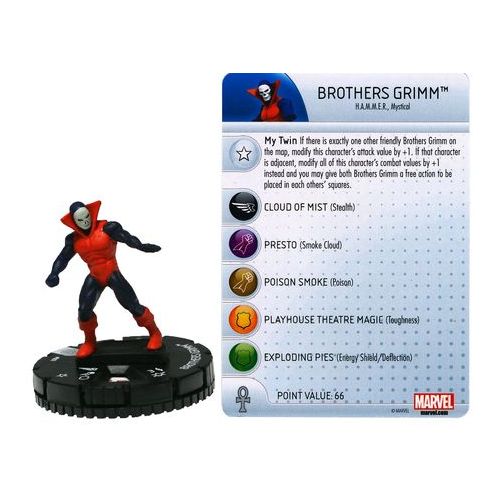 BROTHERS GRIMM™
H.A.M.M.E.R., Mystical
My Twin If there is exactly one other friendly Brothers Grimm on
the map, modify this character's attack value by +1. If that character
is adjacent, modify all of this character's combat values by +1
instead and you may give both Brothers Grimm a free action to be
placed in each others' squares.
CLOUD OF MIST (Stealth)
PRESTO (Smoke Cloud)
POISON SMOKE (Poison)
PLAYHOUSE THEATRE MAGIC (Toughness)
EXPLODING PIES (Energy Shield/Deflection)
POINT VALUE: 66
© MARVEL
MARVEL
marvel.com
BROTHERS GRIMM